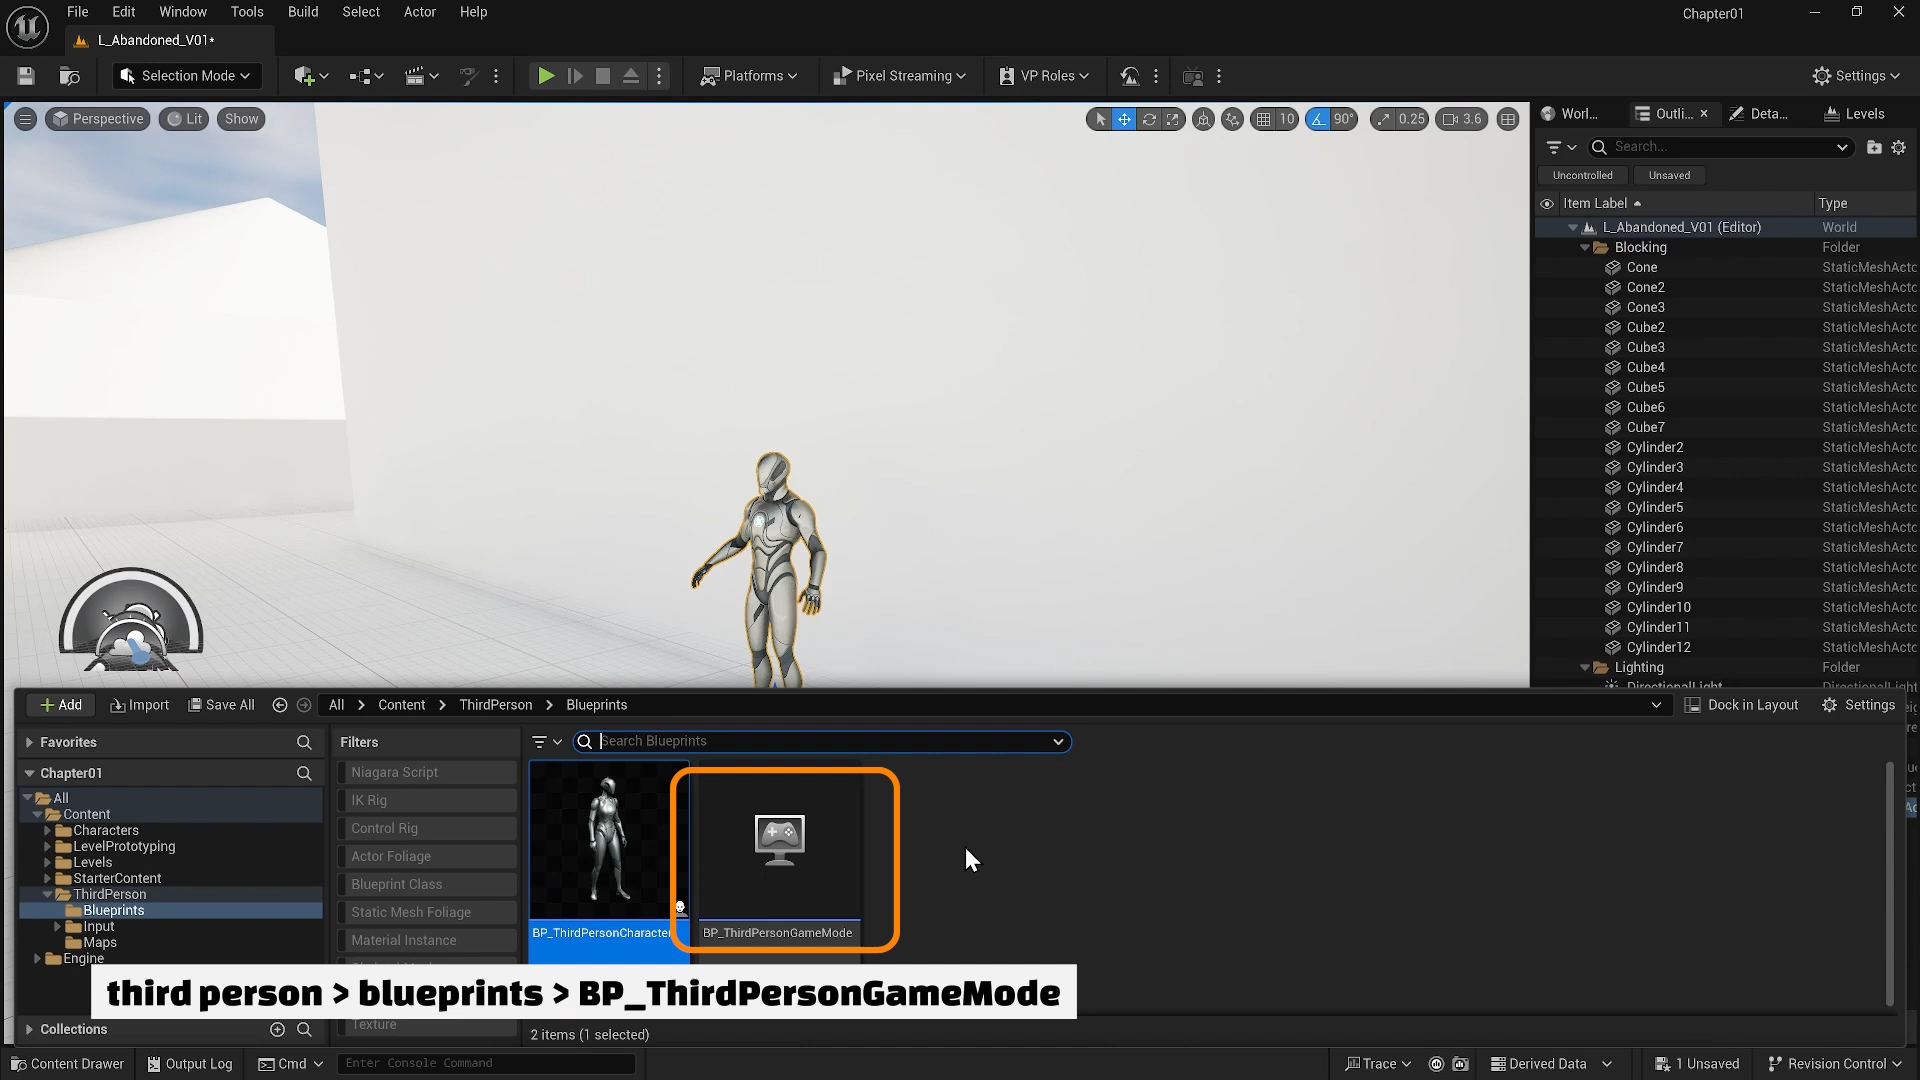 File Edit Window Tools Build Select Actor Help
Chapter01
L_Abandoned_V01*
Selection Mode
Platforms
Pixel Streaming
VP Roles
Settings
Perspective
Lit
Show
10
90°
0.25
3.6
Worl...
Outli...
Deta...
Levels
Search...
Uncontrolled
Unsaved
Item Label
Type
L_Abandoned_V01 (Editor) World
Blocking Folder
Cone StaticMeshActo
Cone2 StaticMeshActo
Cone3 StaticMeshActo
Cube2 StaticMeshActo
Cube3 StaticMeshActo
Cube4 StaticMeshActo
Cube5 StaticMeshActo
Cube6 StaticMeshActo
Cube7 StaticMeshActo
Cylinder2 StaticMeshActo
Cylinder3 StaticMeshActo
Cylinder4 StaticMeshActo
Cylinder5 StaticMeshActo
Cylinder6 StaticMeshActo
Cylinder7 StaticMeshActo
Cylinder8 StaticMeshActo
Cylinder9 StaticMeshActo
Cylinder10 StaticMeshActo
Cylinder11 StaticMeshActo
Cylinder12 StaticMeshActo
Lighting Folder
DirectionalLight DirectionalLight
Add
Import
Save All
All > Content > ThirdPerson > Blueprints
Dock in Layout
Settings
Favorites
Chapter01
All
Content
Characters
LevelPrototyping
Levels
StarterContent
ThirdPerson
Blueprints
Input
Maps
Engine
Collections
Filters
Niagara Script
IK Rig
Control Rig
Actor Foliage
Blueprint Class
Static Mesh Foliage
Material Instance
Texture
Search Blueprints
BP_ThirdPersonCharacter
BP_ThirdPersonGameMode
third person > blueprints > BP_ThirdPersonGameMode
2 items (1 selected)
Content Drawer
Output Log
Cmd
Enter Console Command
Trace
Derived Data
1 Unsaved
Revision Control